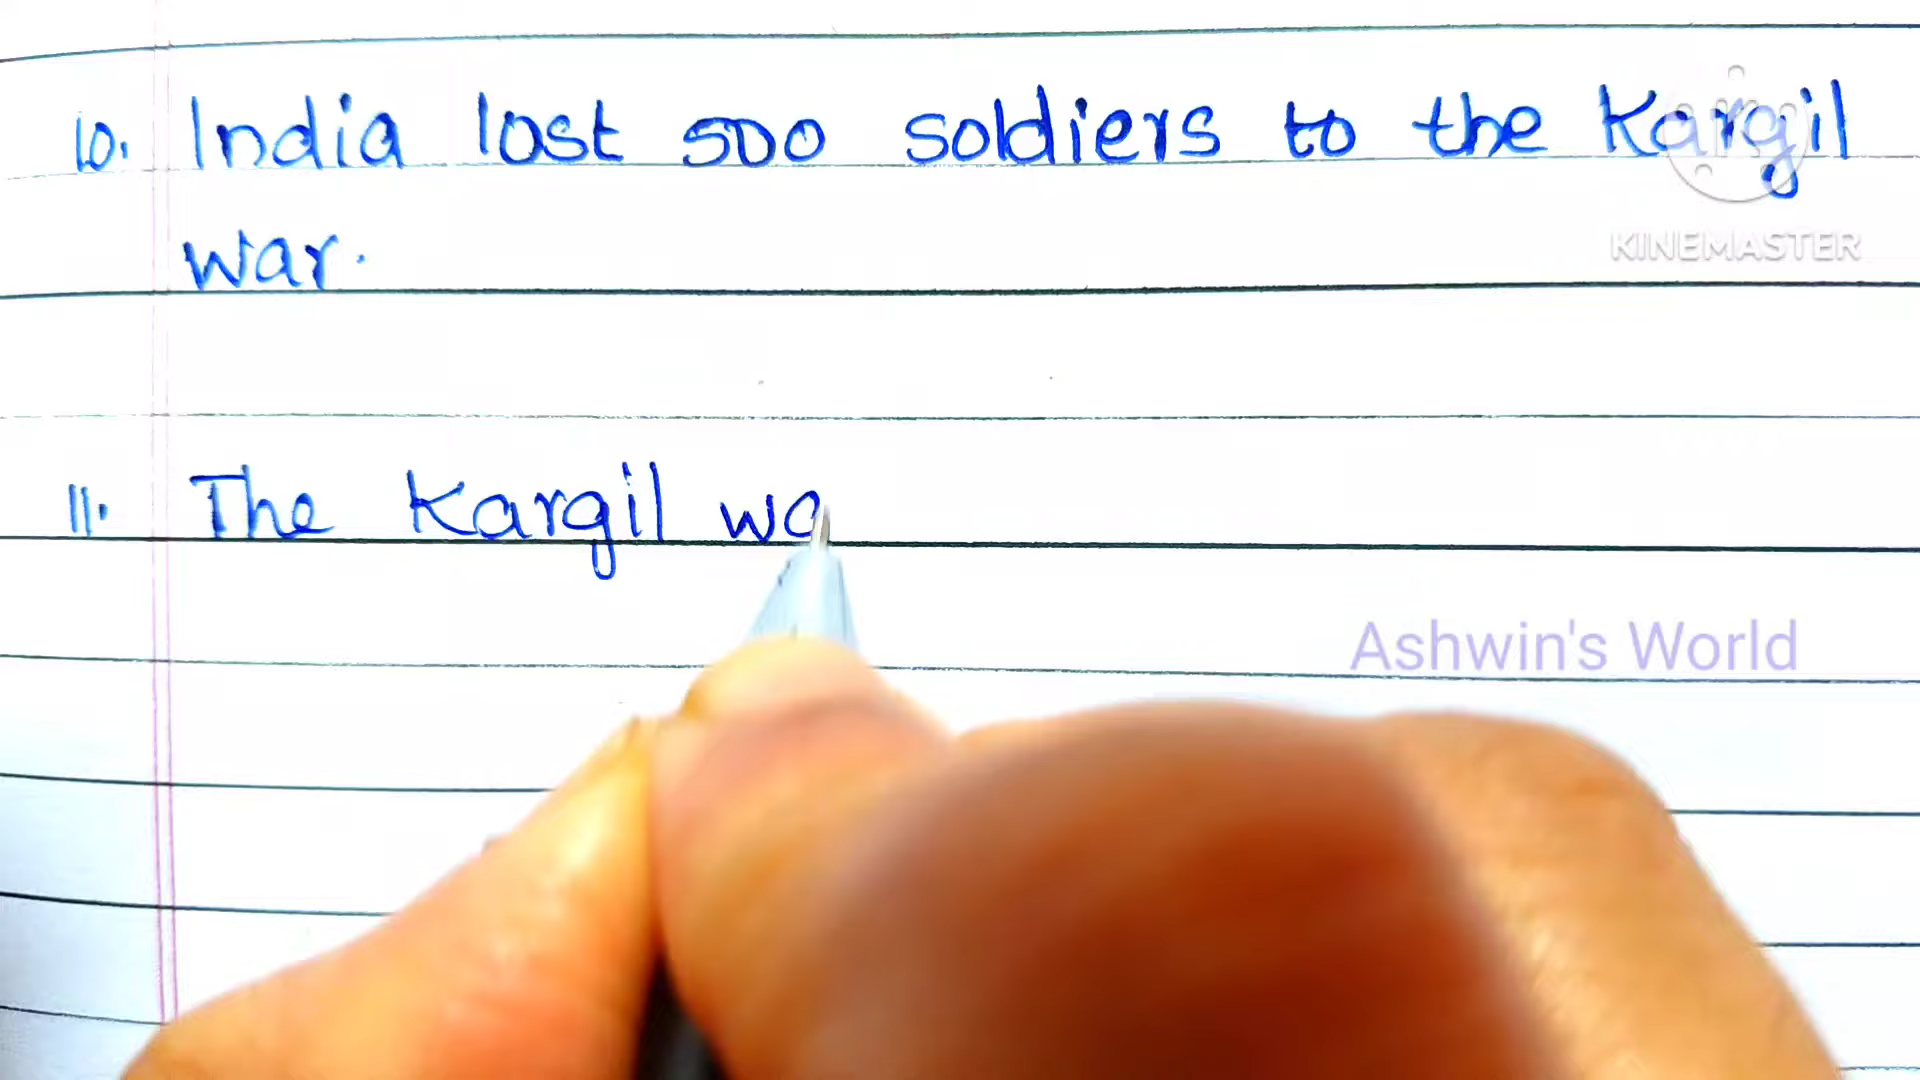 10. India lost 500 soldiers to the Kargil
war.
KINEMASTER
11. The Kargil wa
Ashwin's World